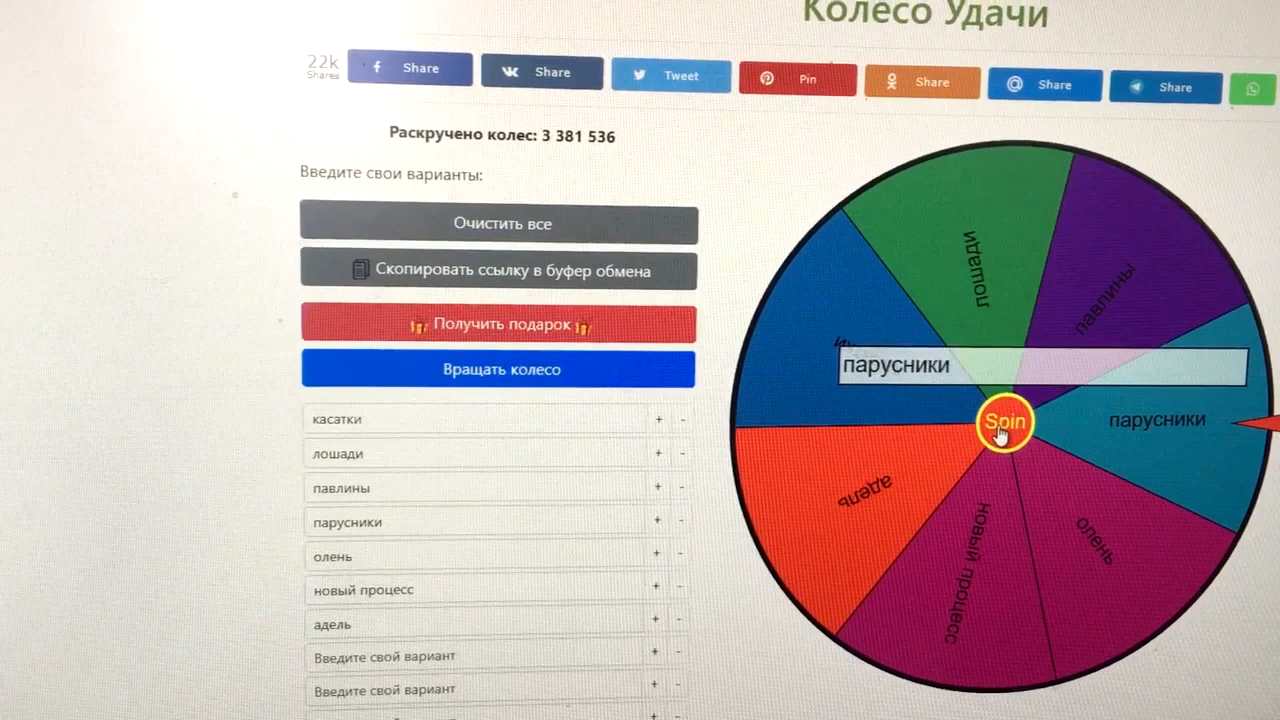 Колесо Удачи
22k
Shares
Share
Share
Tweet
Pin
Share
Share
Share
Раскручено колес: 3 381 536
Введите свои варианты:
Очистить все
Скопировать ссылку в буфер обмена
Получить подарок
Вращать колесо
касатки + -
лошади + -
павлины + -
парусники + -
олень + -
новый процесс + -
адель + -
Введите свой вариант + -
Введите свой вариант + -
+ -
лошади
павлины
парусники
Spin
парусники
адель
новый процесс
олень